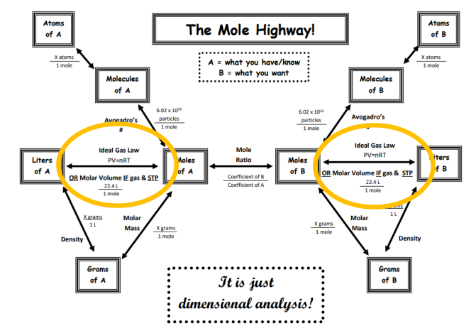 The Mole Highway!
Atoms
of A
Atoms
of B
A = what you have/know
B = what you want
X atoms
1 mole
X atoms
1 mole
Molecules
of A
Molecules
of B
6.02 x 10²³
particles
1 mole
6.02 x 10²³
particles
1 mole
Avogadro's
#
Avogadro's
Ideal Gas Law
PV=nRT
Ideal Gas Law
PV=nRT
Liters
of A
Moles
of A
Mole
Ratio
Coefficient of B
Coefficient of A
Moles
of B
Liters
of B
OR Molar Volume IF gas & STP
22.4 L
1 mole
OR Molar Volume IF gas & STP
22.4 L
1 mole
X grams
1 L
Density
Molar
Mass
X grams
1 mole
X grams
1 mole
Molar
Mass
1 L
Density
Grams
of A
Grams
of B
It is just
dimensional analysis!